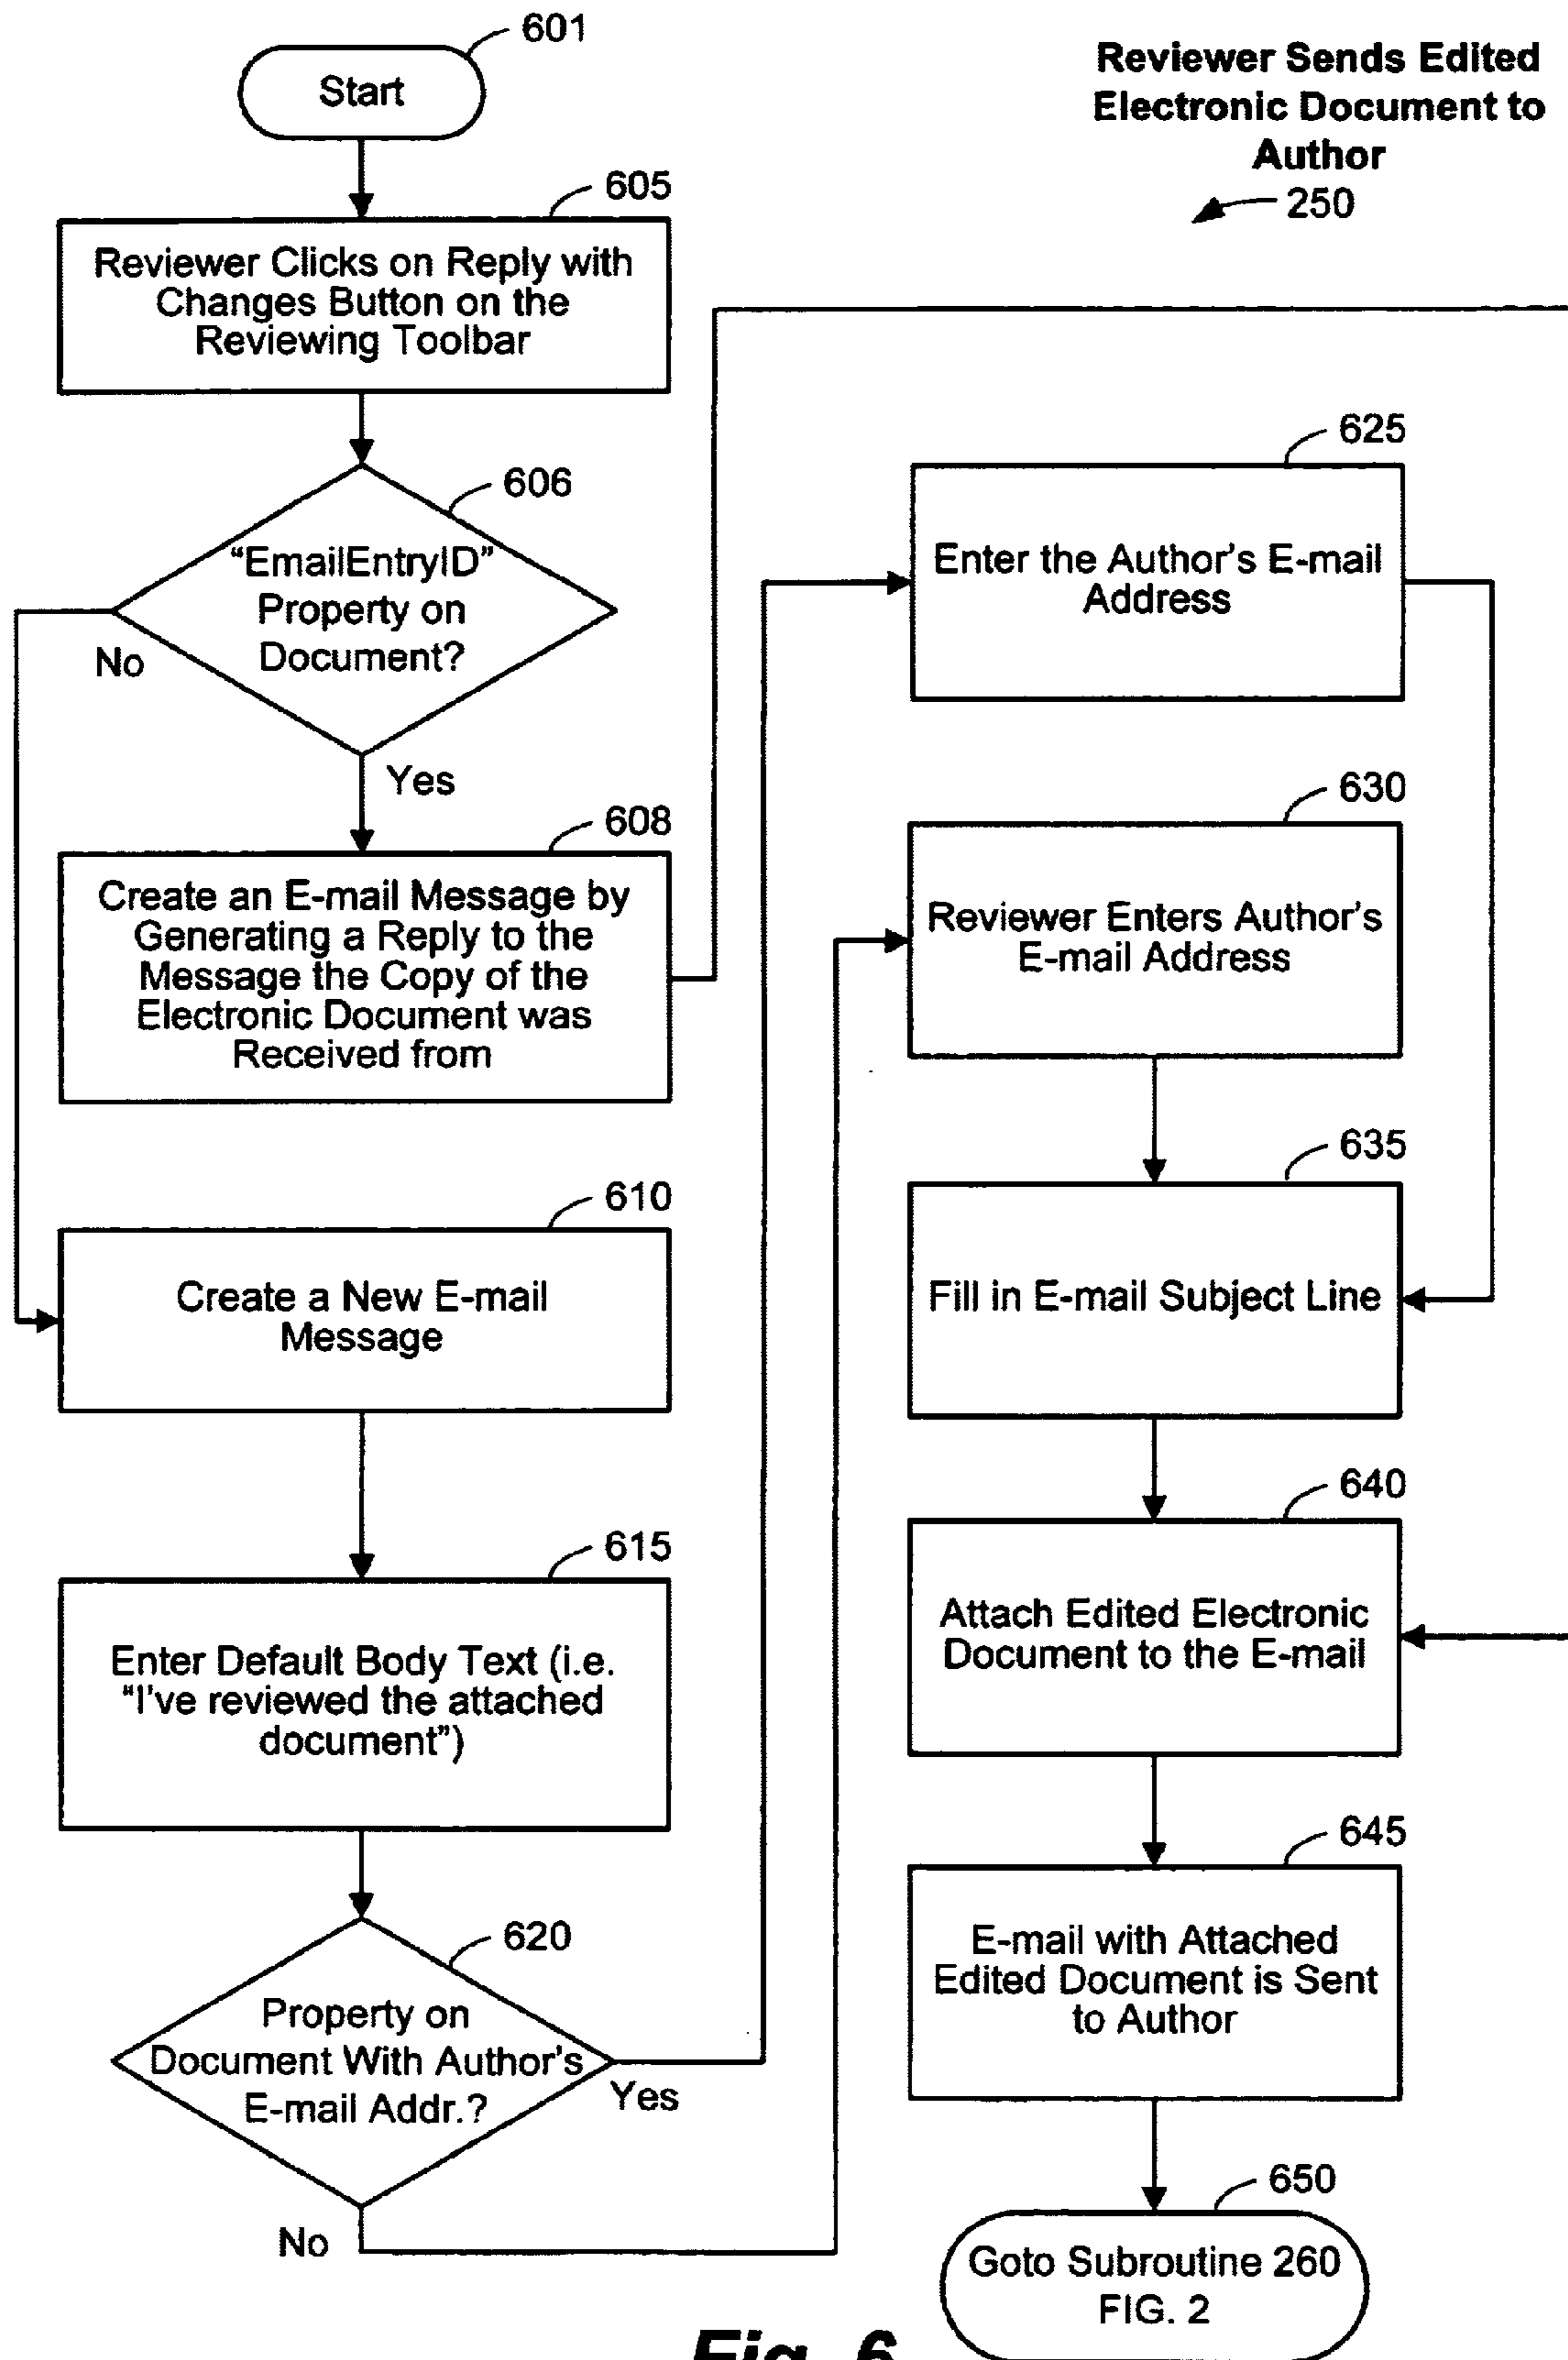 601
Start
Reviewer Sends Edited
Electronic Document to
Author
250
605
Reviewer Clicks on Reply with
Changes Button on the
Reviewing Toolbar
606
“EmailEntryID”
Property on
Document?
No
Yes
608
Create an E-mail Message by
Generating a Reply to the
Message the Copy of the
Electronic Document was
Received from
610
Create a New E-mail
Message
615
Enter Default Body Text (i.e.
“I've reviewed the attached
document”)
620
Property on
Document With Author's
E-mail Addr.?
Yes
No
625
Enter the Author's E-mail
Address
630
Reviewer Enters Author's
E-mail Address
635
Fill in E-mail Subject Line
640
Attach Edited Electronic
Document to the E-mail
645
E-mail with Attached
Edited Document is Sent
to Author
650
Goto Subroutine 260
FIG. 2
Fig. 6